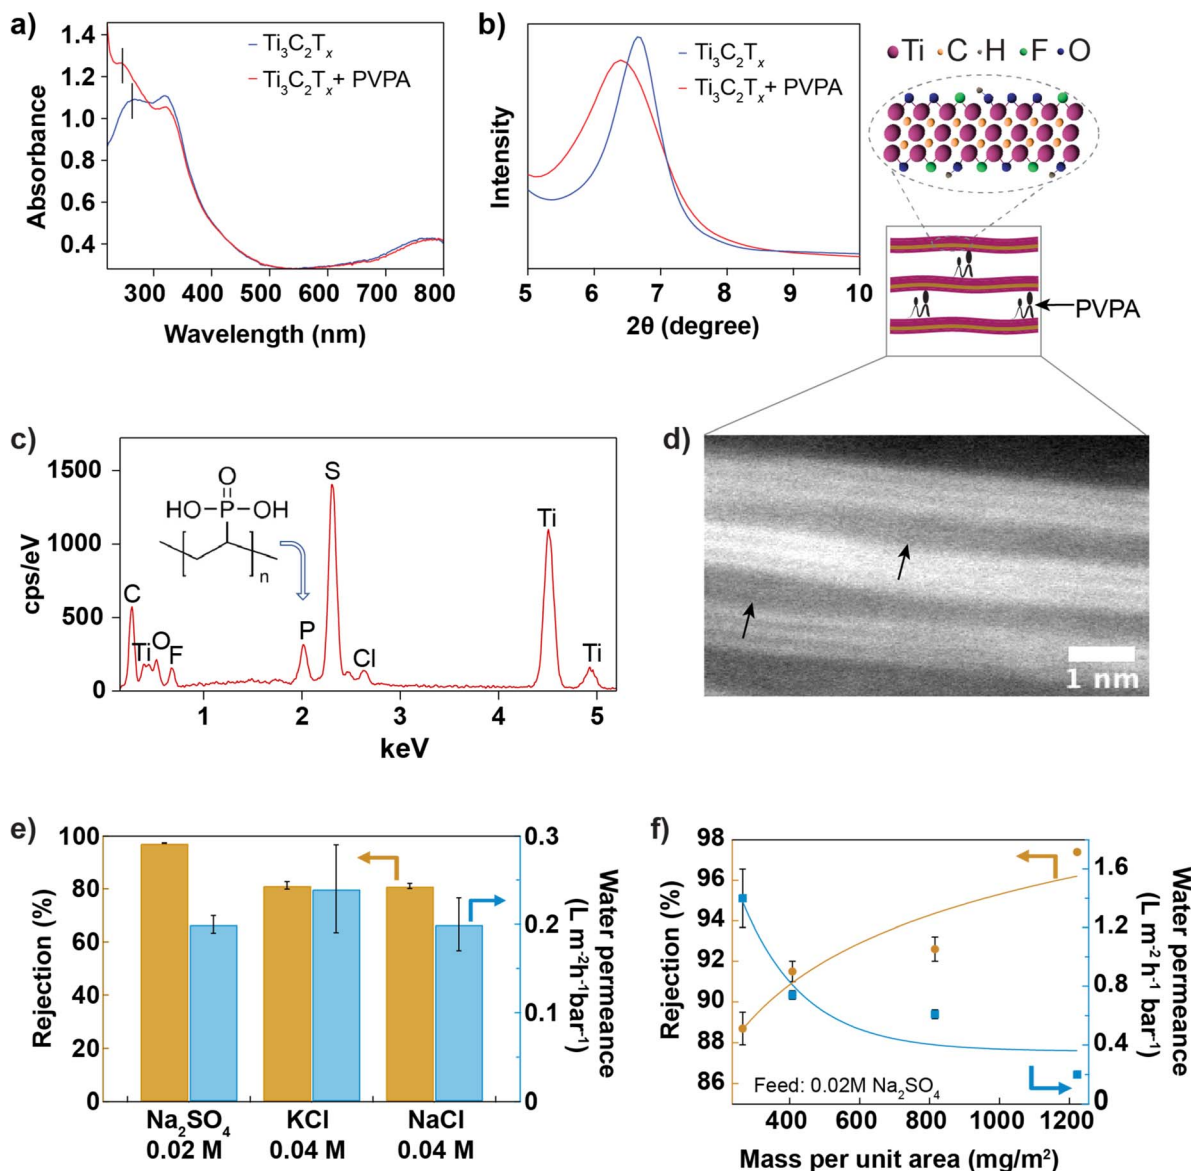 a)
1.4
1.2
1.0
0.8
0.6
0.4
Absorbance
Ti₃C₂Tₓ
Ti₃C₂Tₓ + PVPA
300 400 500 600 700 800
Wavelength (nm)
b)
Intensity
Ti₃C₂Tₓ
Ti₃C₂Tₓ + PVPA
5 6 7 8 9 10
2θ (degree)
Ti C H F O
PVPA
c)
1500
1000
500
0
cps/eV
O
HO–P–OH
n
C
Ti
O
F
P
S
Cl
Ti
Ti
1 2 3 4 5
keV
d)
1 nm
e)
100
80
60
40
20
0
Rejection (%)
0.3
0.2
0.1
0
Water permeance
(L m⁻²h⁻¹bar⁻¹)
Na₂SO₄ KCl NaCl
0.02 M 0.04 M 0.04 M
f)
98
96
94
92
90
88
86
Rejection (%)
1.6
1.2
0.8
0.4
0
Water permeance
(L m⁻²h⁻¹ bar⁻¹)
Feed: 0.02M Na₂SO₄
400 600 800 1000 1200
Mass per unit area (mg/m²)